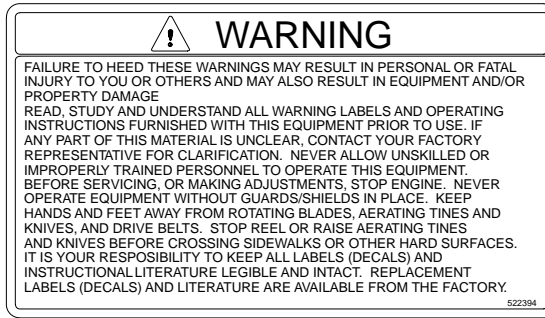 WARNING
FAILURE TO HEED THESE WARNINGS MAY RESULT IN PERSONAL OR FATAL
INJURY TO YOU OR OTHERS AND MAY ALSO RESULT IN EQUIPMENT AND/OR
PROPERTY DAMAGE
READ, STUDY AND UNDERSTAND ALL WARNING LABELS AND OPERATING
INSTRUCTIONS FURNISHED WITH THIS EQUIPMENT PRIOR TO USE. IF
ANY PART OF THIS MATERIAL IS UNCLEAR, CONTACT YOUR FACTORY
REPRESENTATIVE FOR CLARIFICATION. NEVER ALLOW UNSKILLED OR
IMPROPERLY TRAINED PERSONNEL TO OPERATE THIS EQUIPMENT.
BEFORE SERVICING, OR MAKING ADJUSTMENTS, STOP ENGINE. NEVER
OPERATE EQUIPMENT WITHOUT GUARDS/SHIELDS IN PLACE. KEEP
HANDS AND FEET AWAY FROM ROTATING BLADES, AERATING TINES AND
KNIVES, AND DRIVE BELTS. STOP REEL OR RAISE AERATING TINES
AND KNIVES BEFORE CROSSING SIDEWALKS OR OTHER HARD SURFACES.
IT IS YOUR RESPOSIBILITY TO KEEP ALL LABELS (DECALS) AND
INSTRUCTIONAL LITERATURE LEGIBLE AND INTACT. REPLACEMENT
LABELS (DECALS) AND LITERATURE ARE AVAILABLE FROM THE FACTORY.
522394